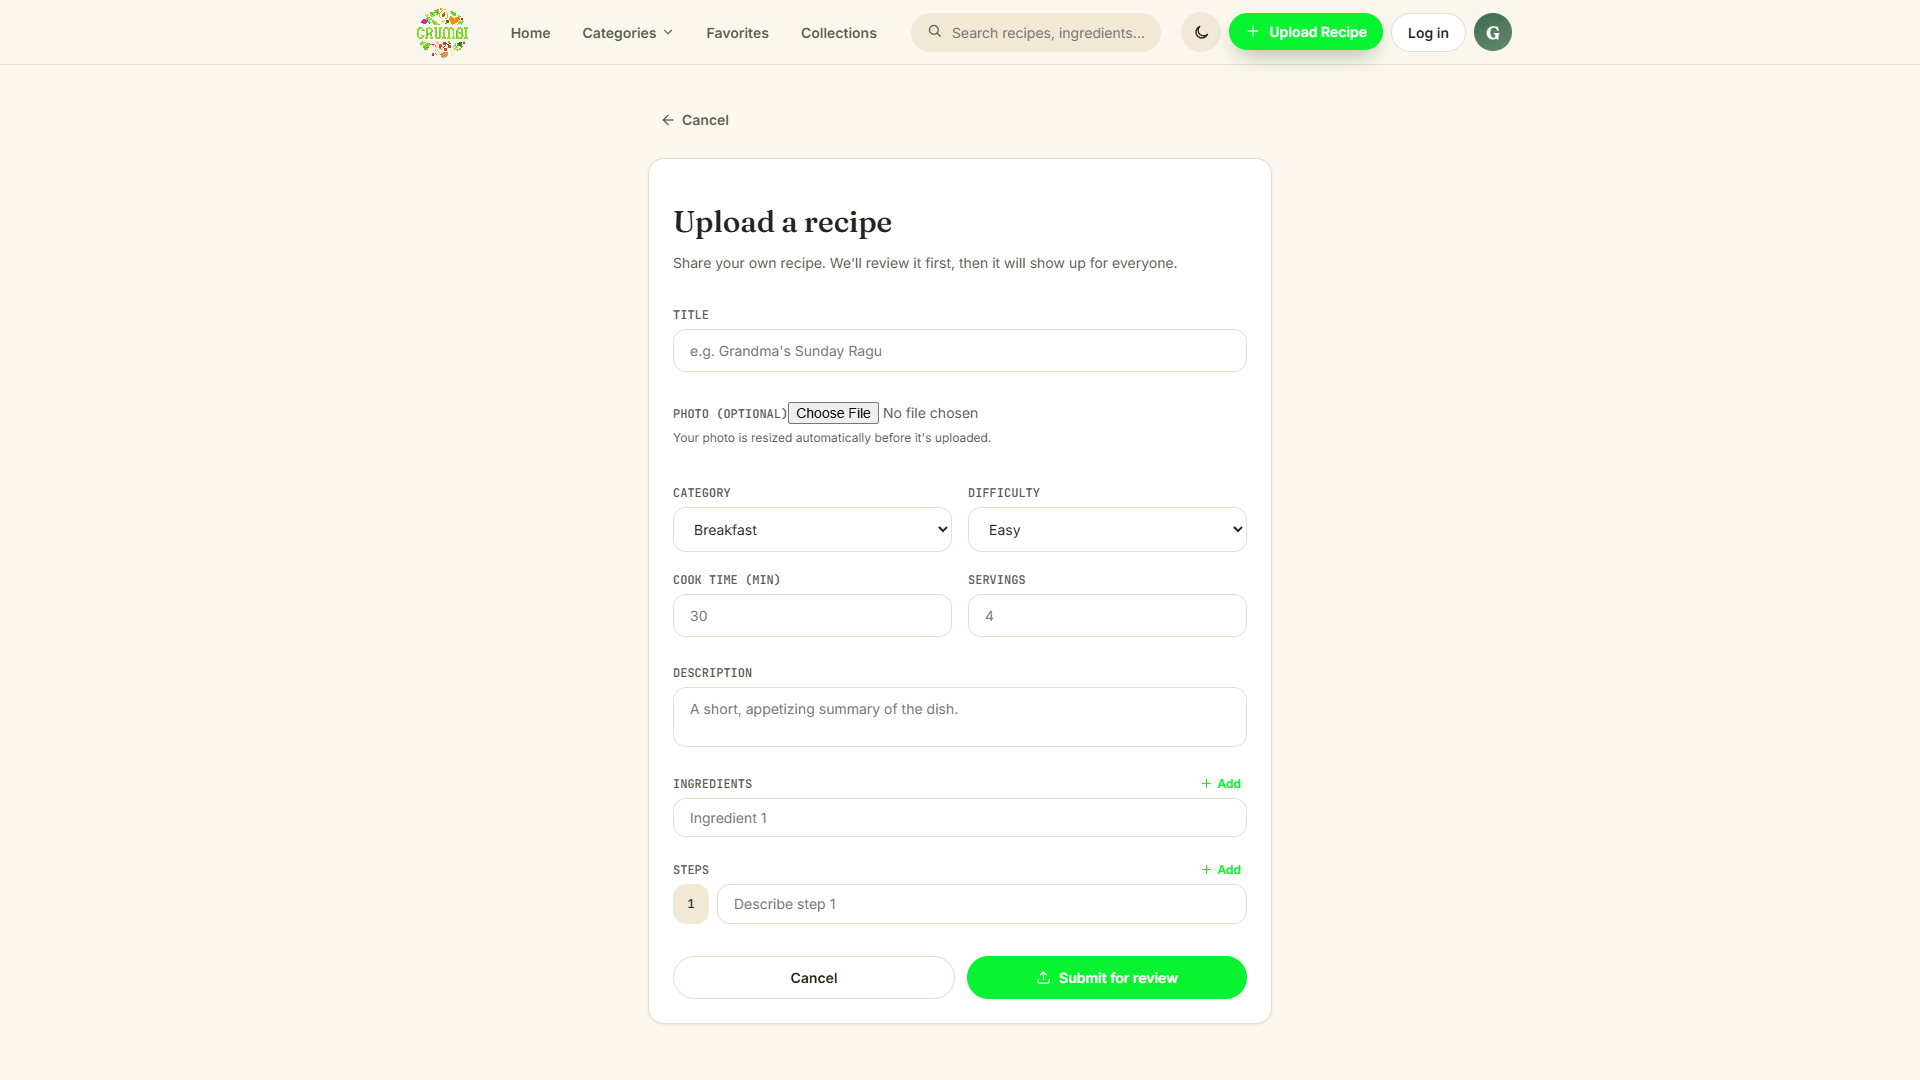 CRUMBI
Home
Categories
Favorites
Collections
Search recipes, ingredients...
Upload Recipe
Log in
G
Cancel
Upload a recipe
Share your own recipe. We'll review it first, then it will show up for everyone.
TITLE
e.g. Grandma's Sunday Ragu
PHOTO (OPTIONAL) Choose File No file chosen
Your photo is resized automatically before it's uploaded.
CATEGORY
DIFFICULTY
Breakfast
Easy
COOK TIME (MIN)
SERVINGS
30
4
DESCRIPTION
A short, appetizing summary of the dish.
INGREDIENTS
+ Add
Ingredient 1
STEPS
+ Add
1
Describe step 1
Cancel
Submit for review